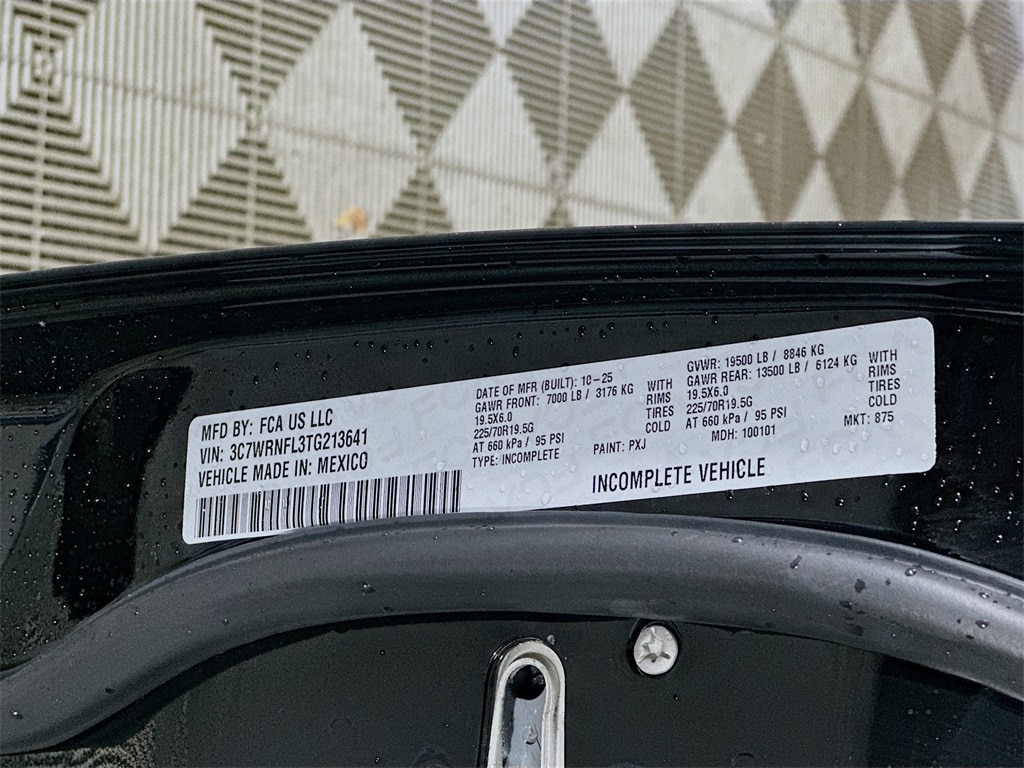 MFD BY: FCA US LLC
VIN: 3C7WRNFL3TG213641
VEHICLE MADE IN: MEXICO
DATE OF MFR (BUILT): 10-25
GAWR FRONT: 7000 LB / 3176 KG WITH
19.5X6.0 RIMS
225/70R19.5G TIRES
AT 660 kPa / 95 PSI COLD
TYPE: INCOMPLETE
GVWR: 19500 LB / 8846 KG
GAWR REAR: 13500 LB / 6124 KG WITH
19.5X6.0 RIMS
225/70R19.5G TIRES
AT 660 kPa / 95 PSI COLD
PAINT: PXJ MDH: 100101 MKT: 875
INCOMPLETE VEHICLE